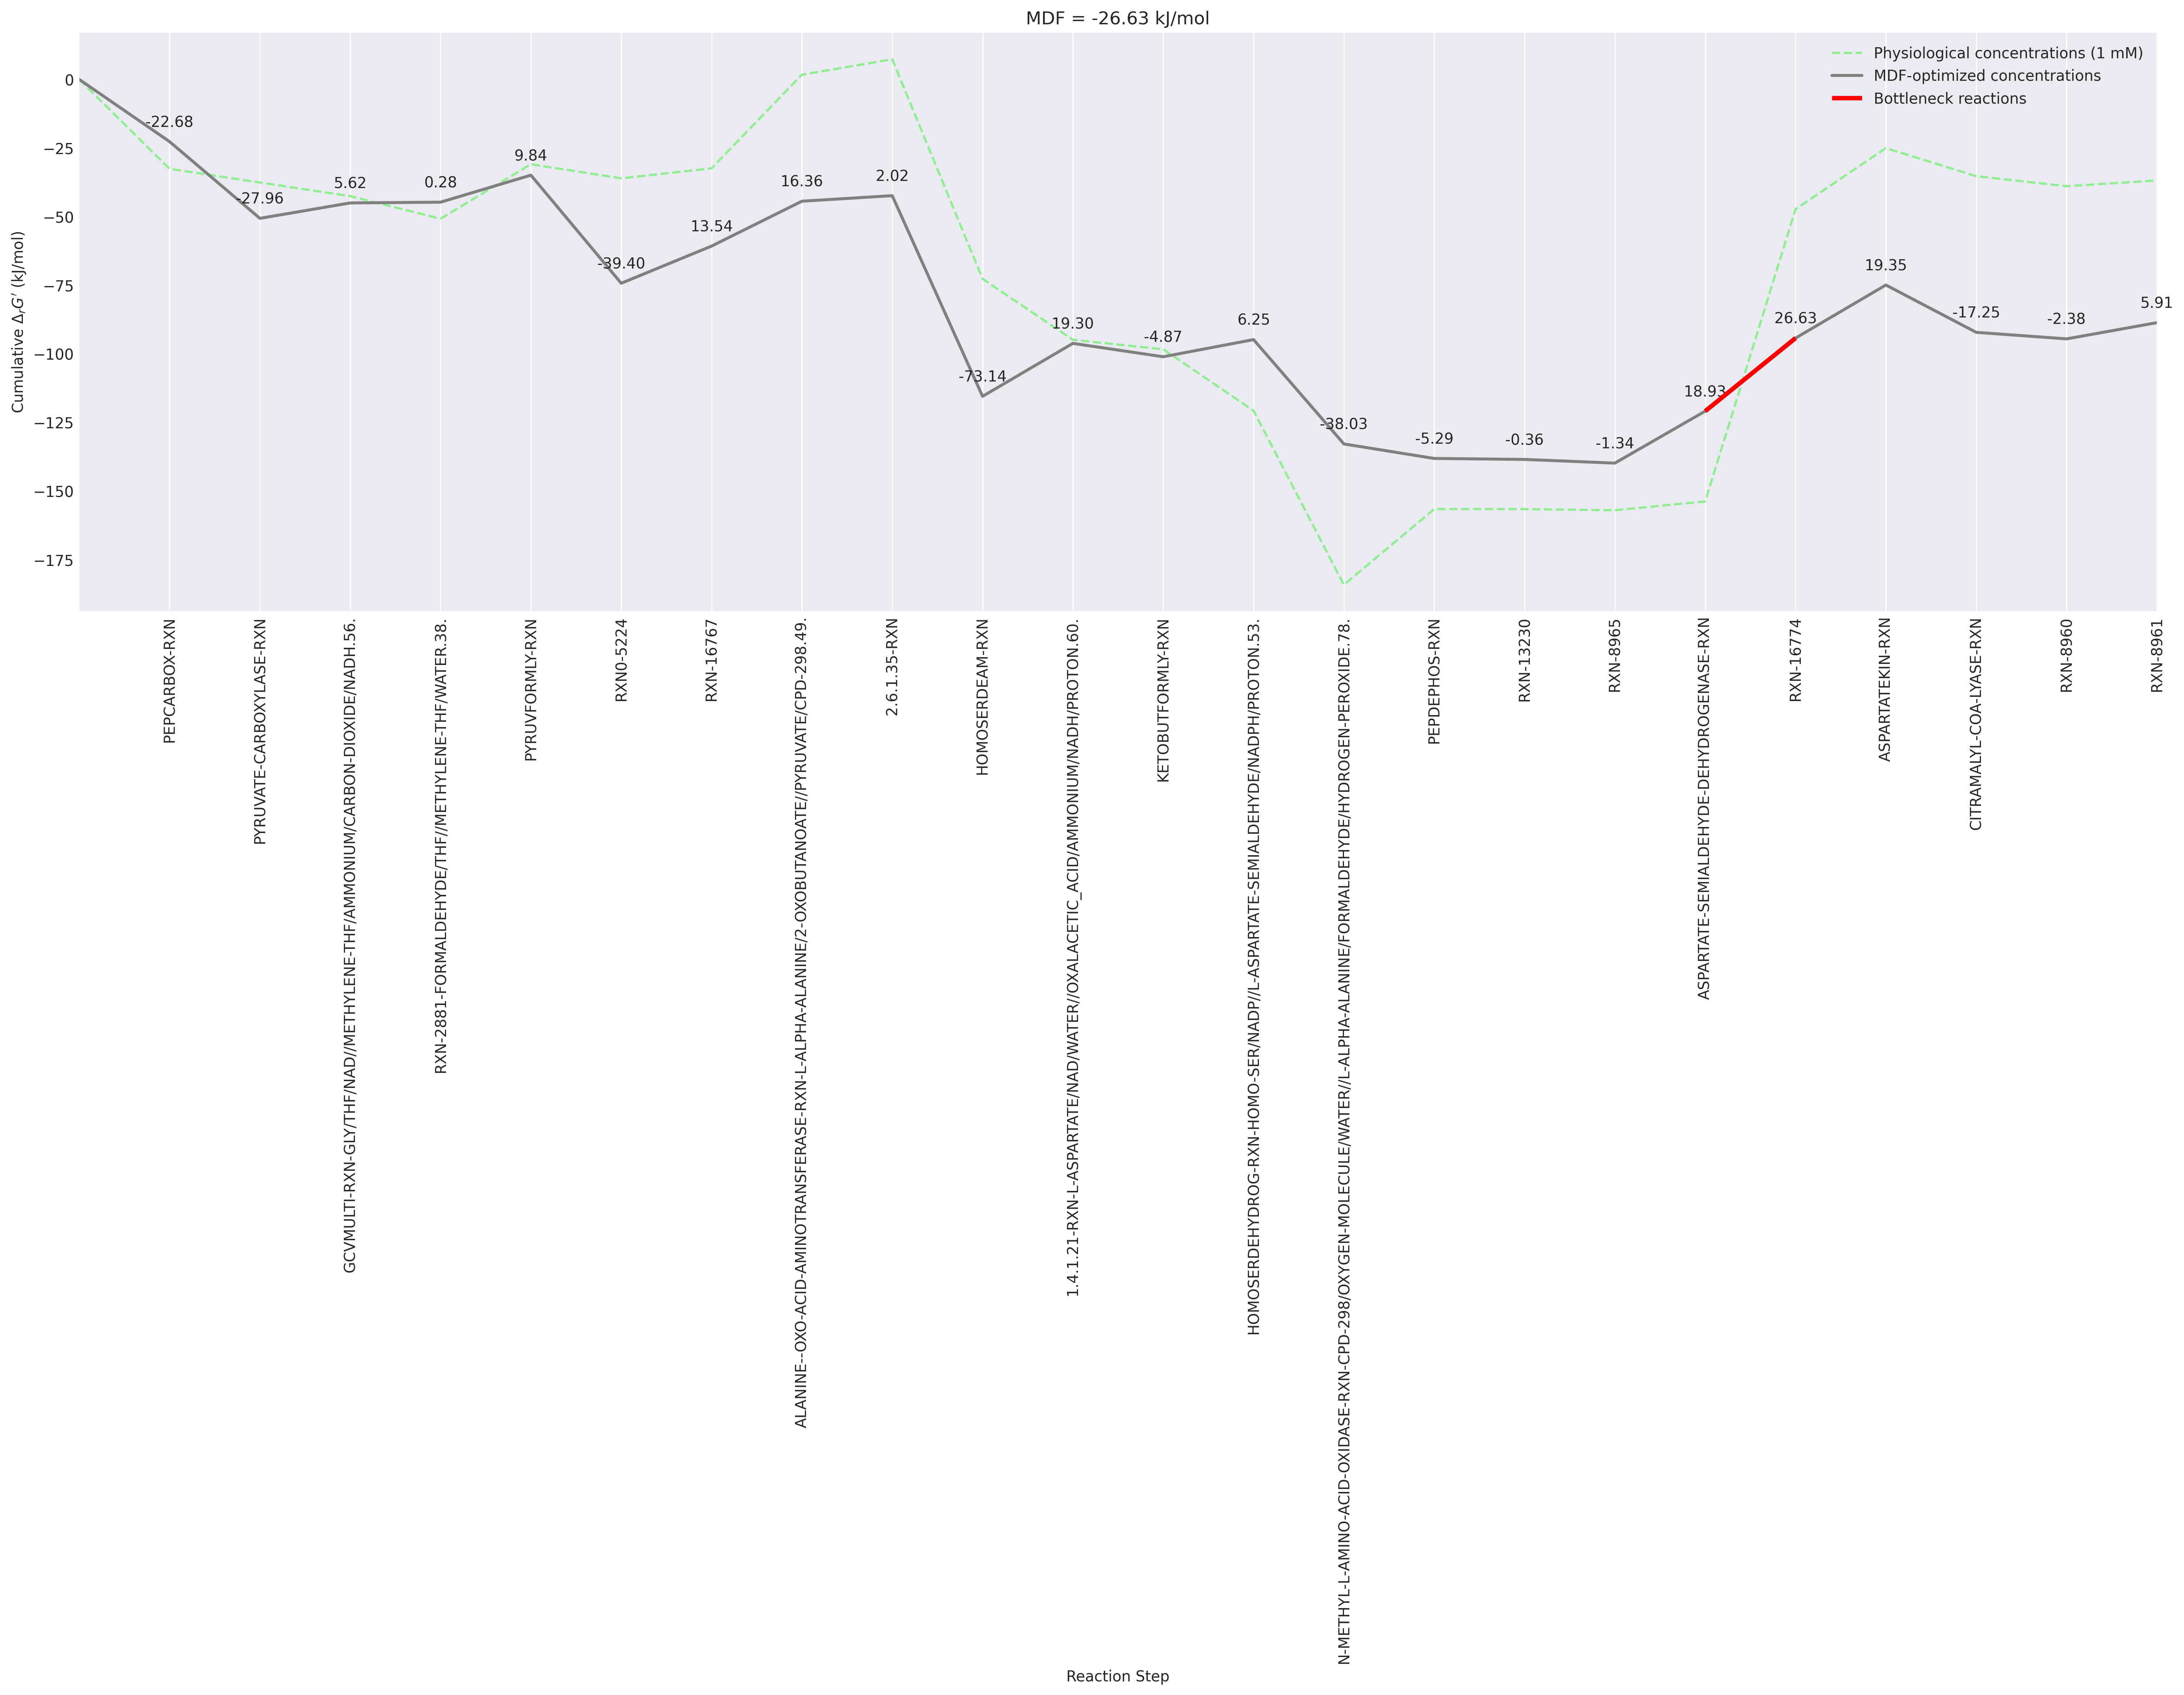 MDF = -26.63 kJ/mol
Physiological concentrations (1 mM)
MDF-optimized concentrations
Bottleneck reactions
Cumulative ΔrG′ (kJ/mol)
0
−25
−50
−75
−100
−125
−150
−175
-22.68
-27.96
5.62
0.28
9.84
-39.40
13.54
16.36
2.02
-73.14
19.30
-4.87
6.25
-38.03
-5.29
-0.36
-1.34
18.93
26.63
19.35
-17.25
-2.38
5.91
PEPCARBOX-RXN
PYRUVATE-CARBOXYLASE-RXN
GCVMULTI-RXN-GLY/THF/NAD//METHYLENE-THF/AMMONIUM/CARBON-DIOXIDE/NADH.56.
RXN-2881-FORMALDEHYDE/THF//METHYLENE-THF/WATER.38.
PYRUVFORMLY-RXN
RXN0-5224
RXN-16767
ALANINE--OXO-ACID-AMINOTRANSFERASE-RXN-L-ALPHA-ALANINE/2-OXOBUTANOATE//PYRUVATE/CPD-298.49.
2.6.1.35-RXN
HOMOSERDEAM-RXN
1.4.1.21-RXN-L-ASPARTATE/NAD/WATER//OXALACETIC_ACID/AMMONIUM/NADH/PROTON.60.
KETOBUTFORMLY-RXN
HOMOSERDEHYDROG-RXN-HOMO-SER/NADP//L-ASPARTATE-SEMIALDEHYDE/NADPH/PROTON.53.
N-METHYL-L-AMINO-ACID-OXIDASE-RXN-CPD-298/OXYGEN-MOLECULE/WATER//L-ALPHA-ALANINE/FORMALDEHYDE/HYDROGEN-PEROXIDE.78.
PEPDEPHOS-RXN
RXN-13230
RXN-8965
ASPARTATE-SEMIALDEHYDE-DEHYDROGENASE-RXN
RXN-16774
ASPARTATEKIN-RXN
CITRAMALYL-COA-LYASE-RXN
RXN-8960
RXN-8961
Reaction Step